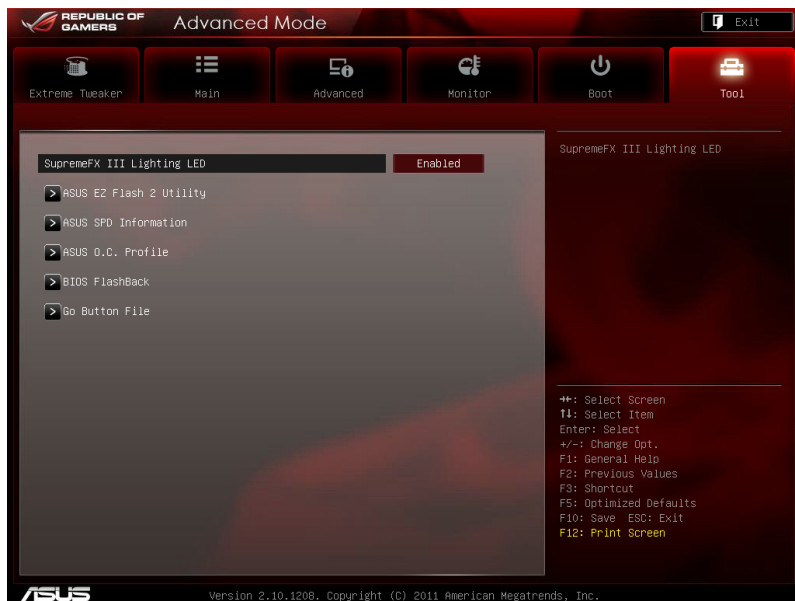 REPUBLIC OF
GAMERS
Advanced Mode
Exit
Extreme Tweaker
Main
Advanced
Monitor
Boot
Tool
SupremeFX III Lighting LED
Enabled
> ASUS EZ Flash 2 Utility
> ASUS SPD Information
> ASUS O.C. Profile
> BIOS FlashBack
> Go Button File
SupremeFX III Lighting LED
→←: Select Screen
↑↓: Select Item
Enter: Select
+/-: Change Opt.
F1: General Help
F2: Previous Values
F3: Shortcut
F5: Optimized Defaults
F10: Save ESC: Exit
F12: Print Screen
ASUS
Version 2.10.1208. Copyright (C) 2011 American Megatrends, Inc.